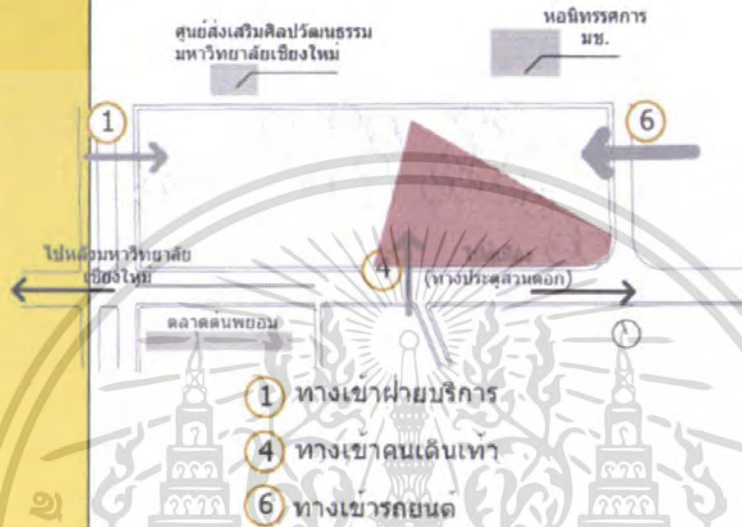 ศูนย์ส่งเสริมศิลปวัฒนธรรม
มหาวิทยาลัยเชียงใหม่
หอนิทรรศการ
มช.
1
6
ไปหลังมหาวิทยาลัย
เชียงใหม่
4
(ทางประตูสวนดอก)
ตลาดต้นพยอม
1 ทางเข้าฝ่ายบริการ
4 ทางเข้าคนเดินเท้า
6 ทางเข้ารถยนต์